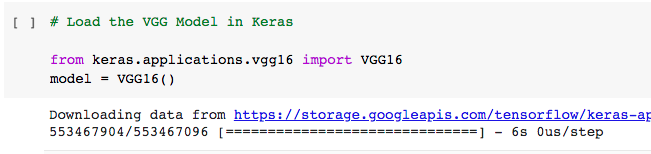 [ ] # Load the VGG Model in Keras
from keras.applications.vgg16 import VGG16
model = VGG16()
Downloading data from https://storage.googleapis.com/tensorflow/keras-ap
553467904/553467096 [==============================] - 6s 0us/step